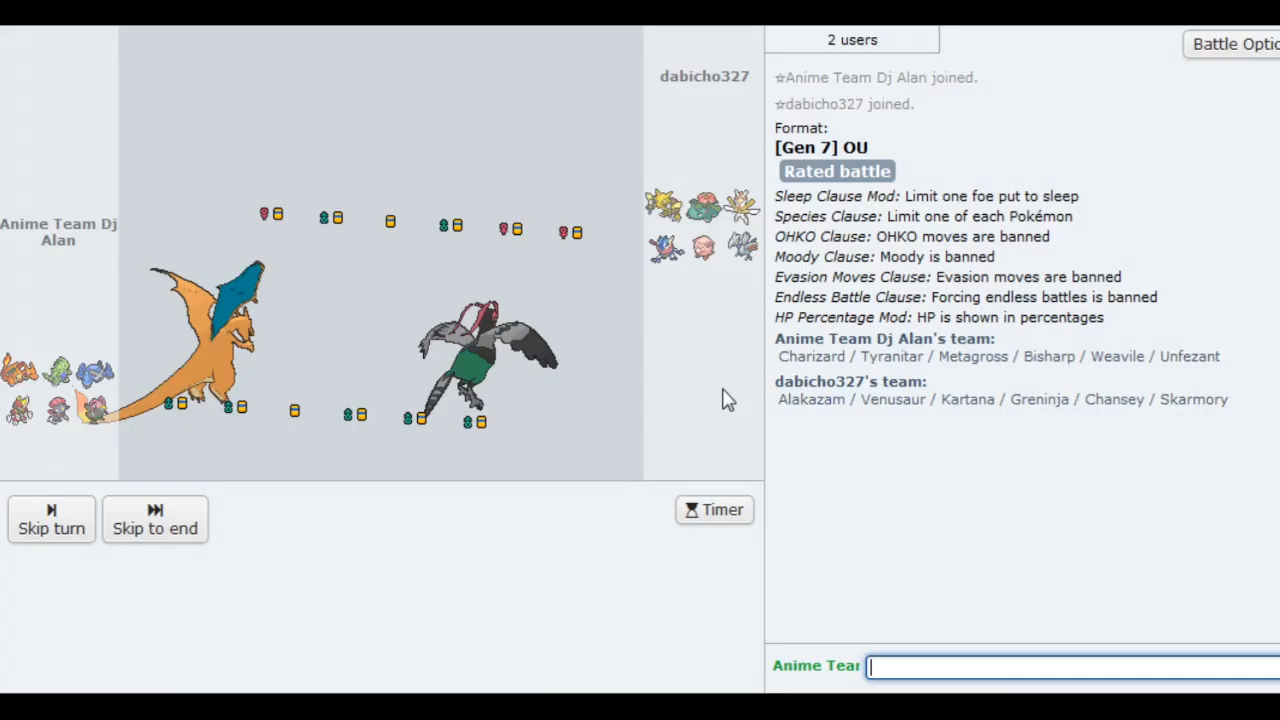 2 users
Battle Optio
dabicho327
Anime Team Dj
Alan
☆Anime Team Dj Alan joined.
☆dabicho327 joined.
Format:
[Gen 7] OU
Rated battle
Sleep Clause Mod: Limit one foe put to sleep
Species Clause: Limit one of each Pokémon
OHKO Clause: OHKO moves are banned
Moody Clause: Moody is banned
Evasion Moves Clause: Evasion moves are banned
Endless Battle Clause: Forcing endless battles is banned
HP Percentage Mod: HP is shown in percentages
Anime Team Dj Alan's team:
Charizard / Tyranitar / Metagross / Bisharp / Weavile / Unfezant
dabicho327's team:
Alakazam / Venusaur / Kartana / Greninja / Chansey / Skarmory
Skip turn
Skip to end
Timer
Anime Tear